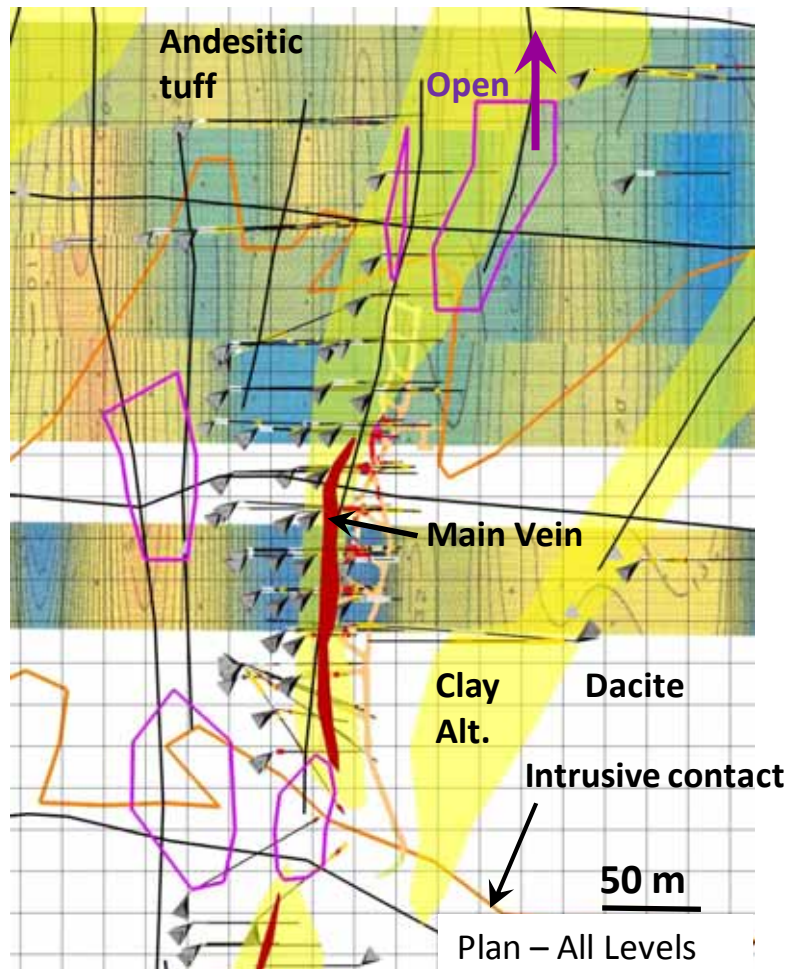 Andesitic
tuff
Open
Main Vein
Clay
Alt.
Dacite
Intrusive contact
50 m
Plan – All Levels